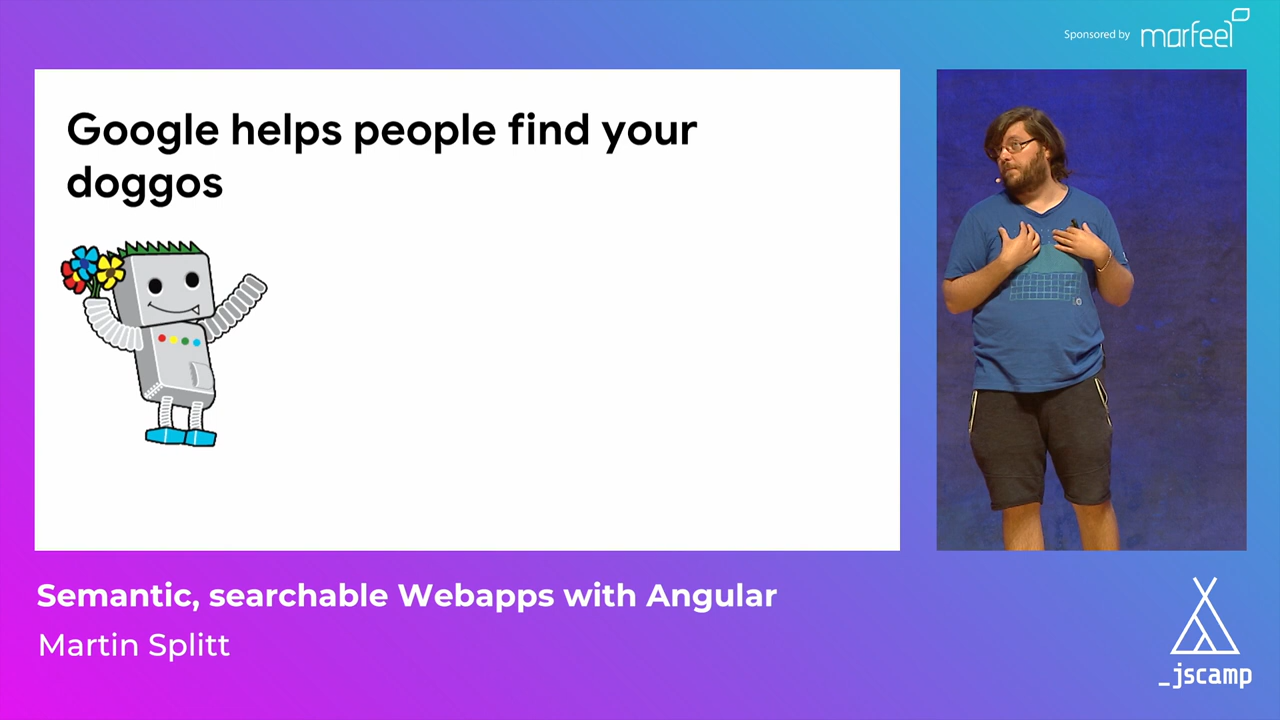 Sponsored by marfeel
Google helps people find your
doggos
Semantic, searchable Webapps with Angular
Martin Splitt
_jscamp